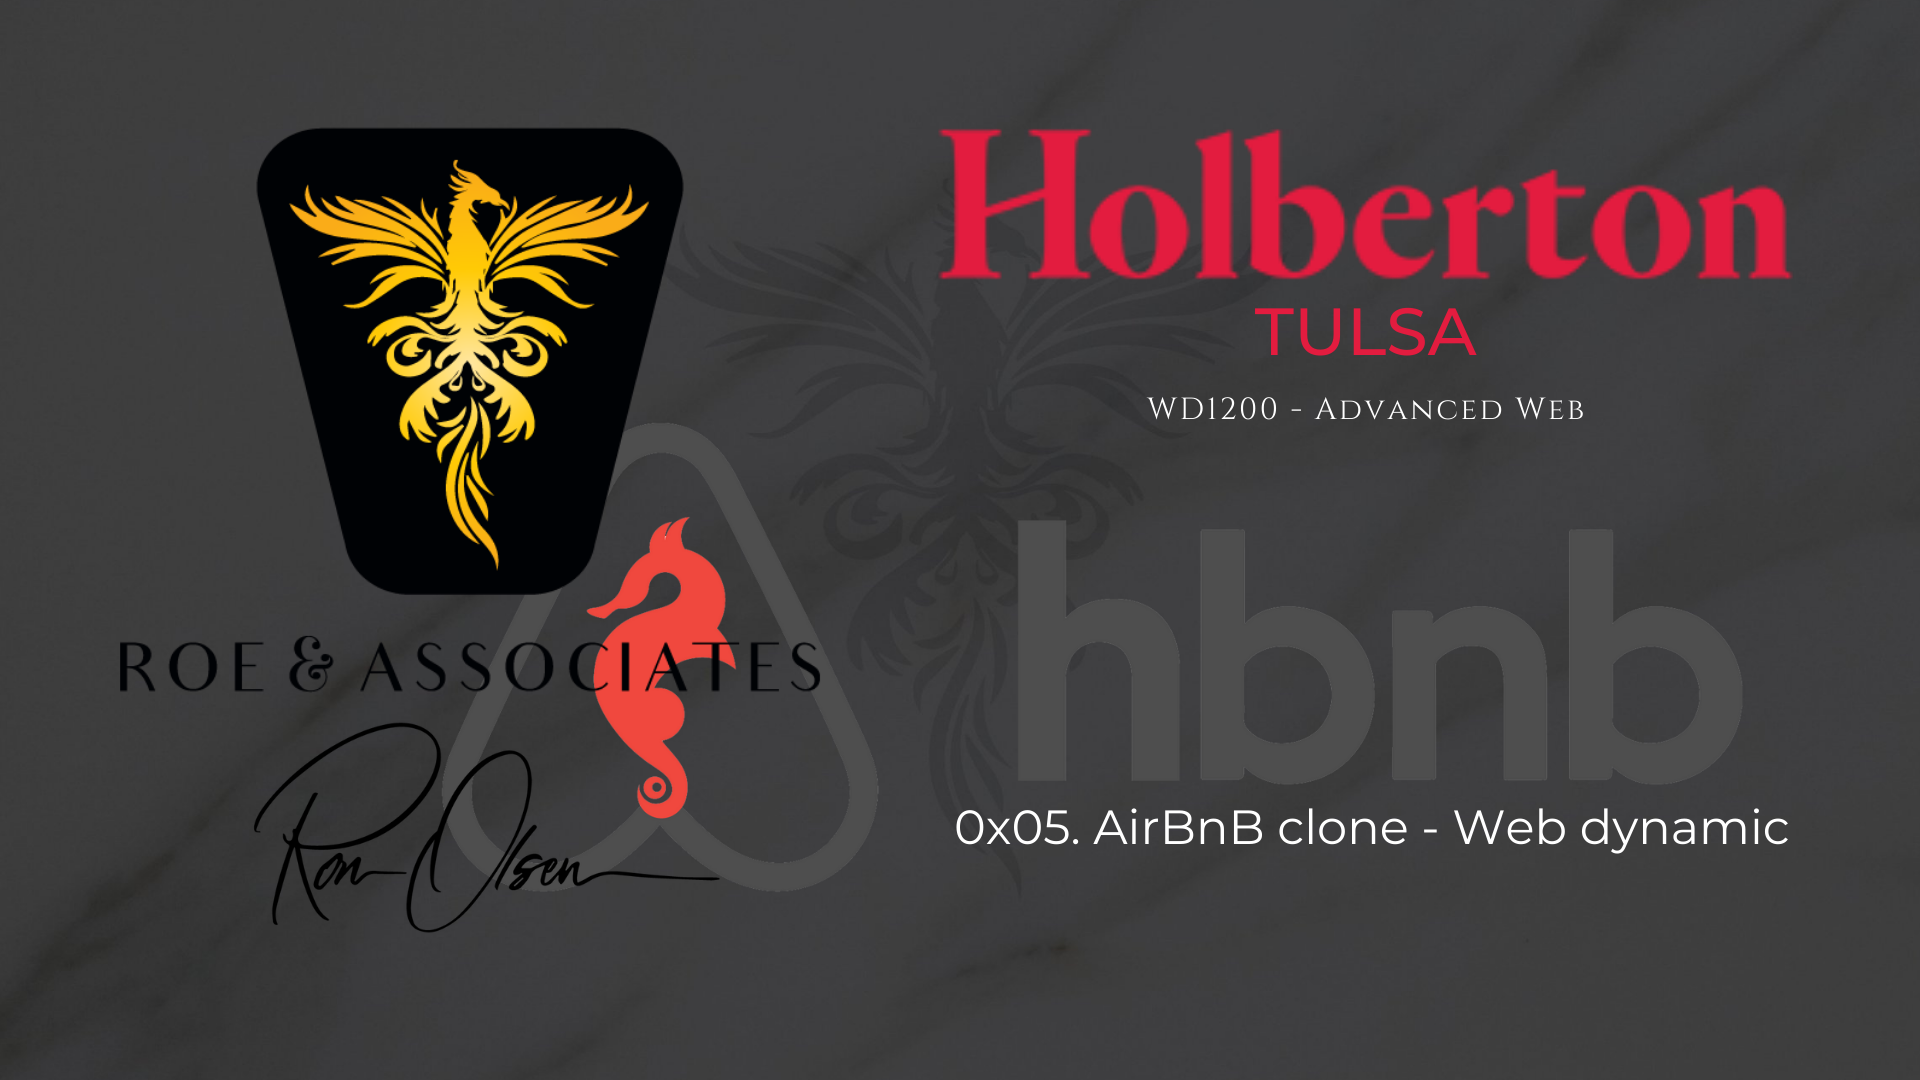 Holberton
TULSA
WD1200 - Advanced Web
ROE & ASSOCIATES
Ron Olsen
hbnb
0x05. AirBnB clone - Web dynamic